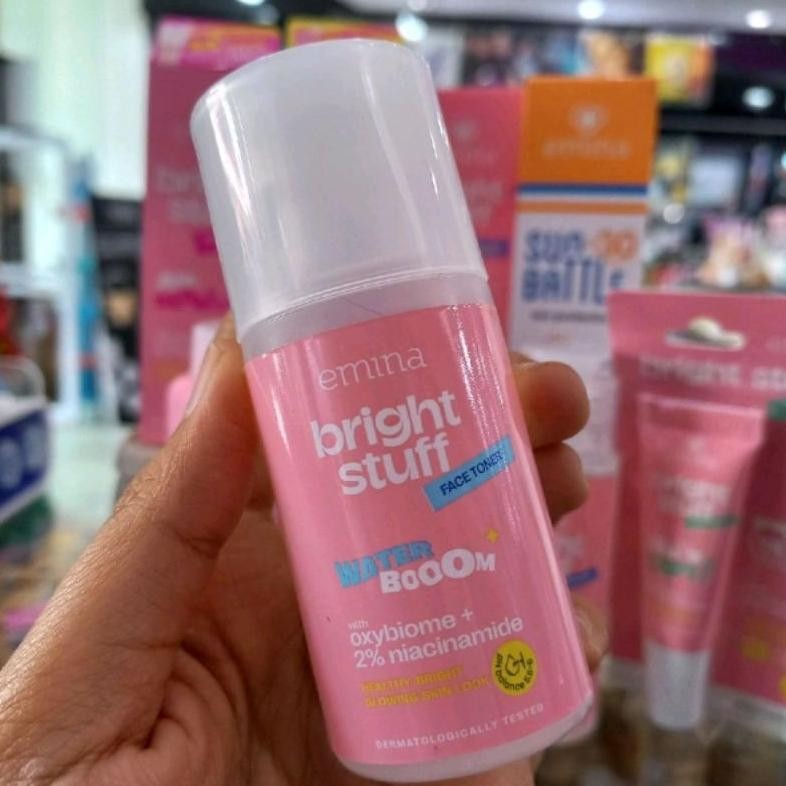 emina
bright
stuff
FACE TONER
WATER
BOOOM
with
oxybiome +
2% niacinamide
HEALTHY-BRIGHT
GLOWING SKIN LOOK
DERMATOLOGICALLY TESTED
emina
SUN
BATTLE
bright